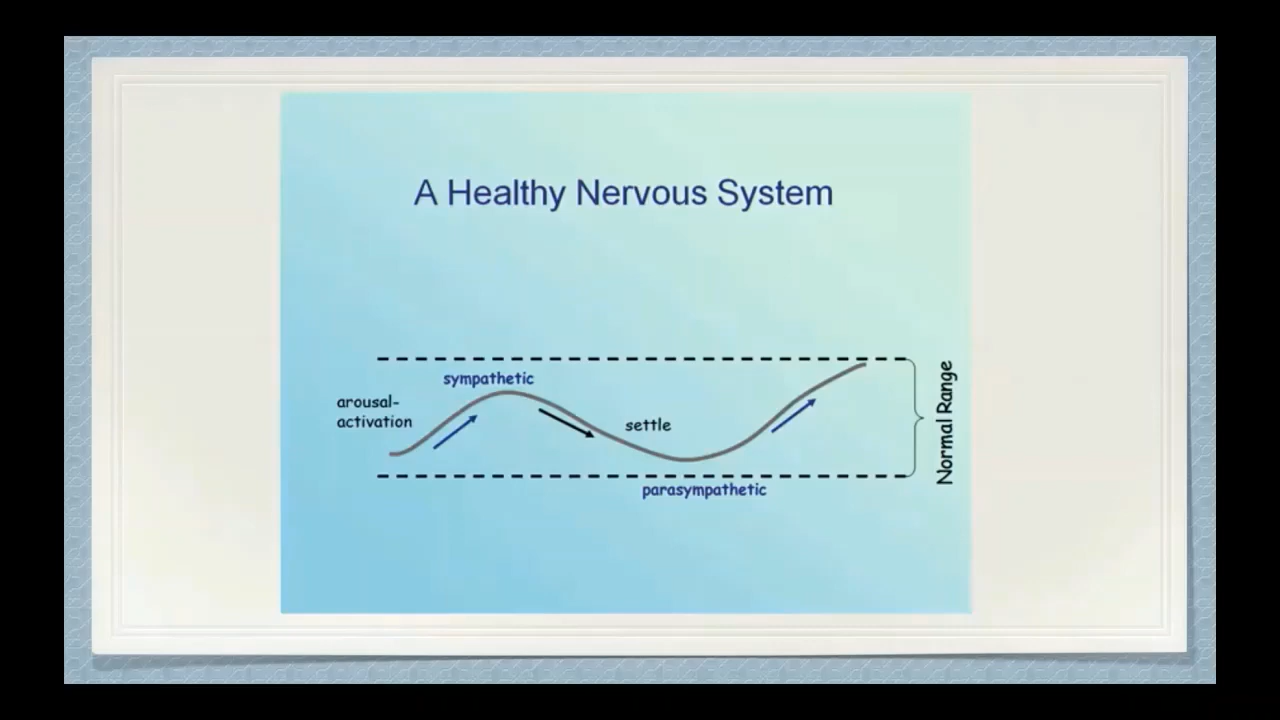 A Healthy Nervous System
sympathetic
arousal-
activation
settle
parasympathetic
Normal Range